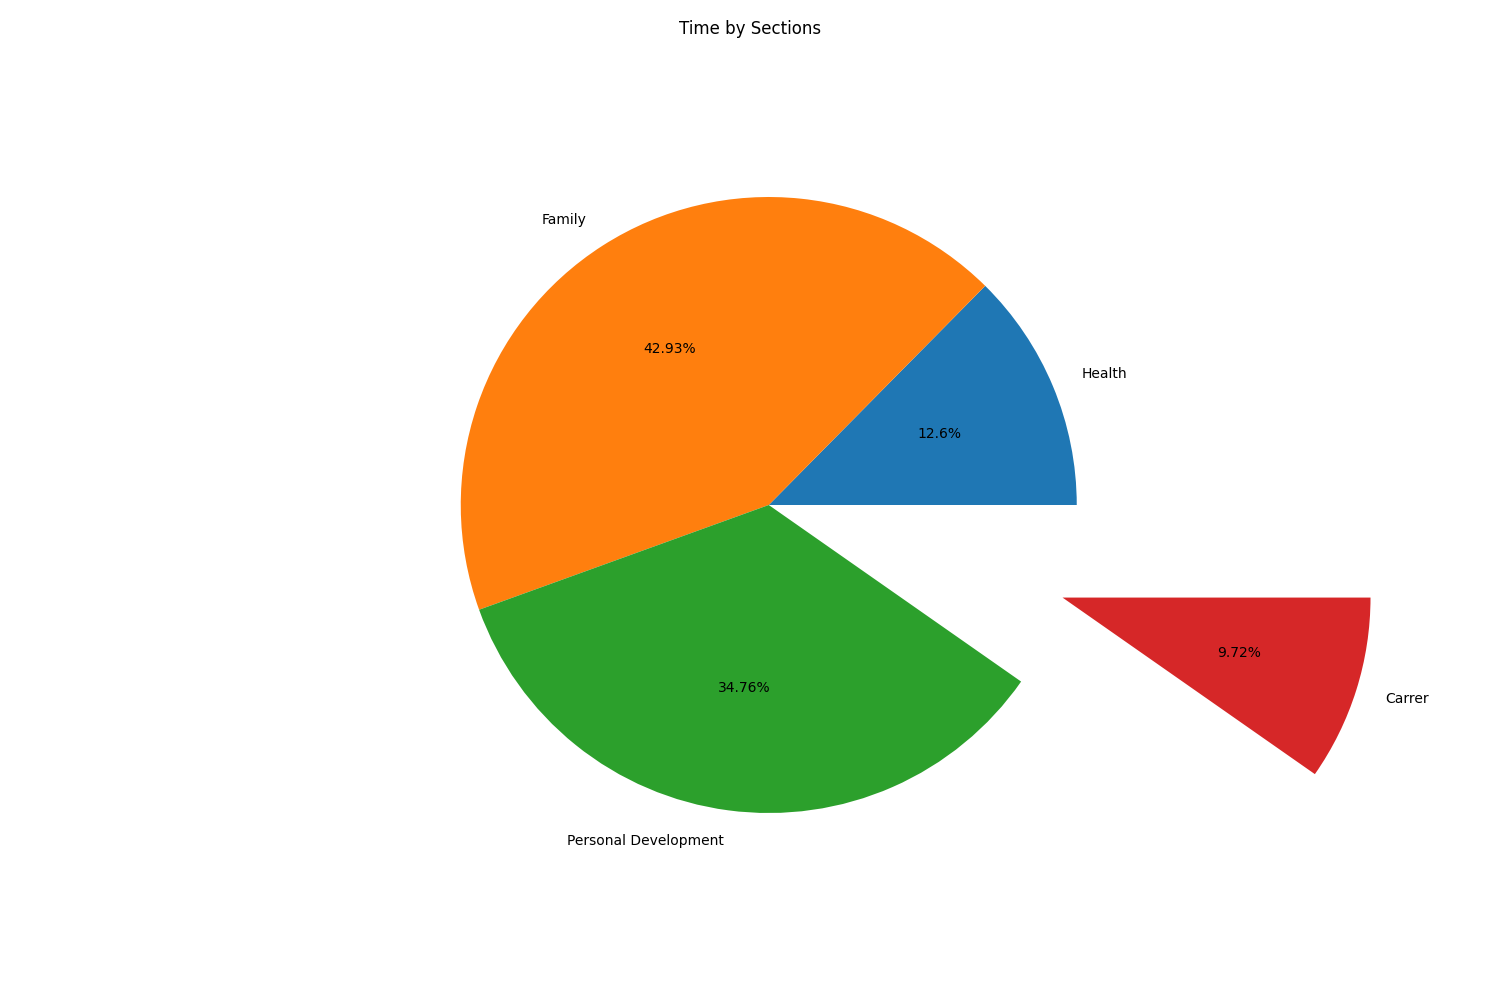 Time by Sections
Family
42.93%
Health
12.6%
9.72%
34.76%
Carrer
Personal Development